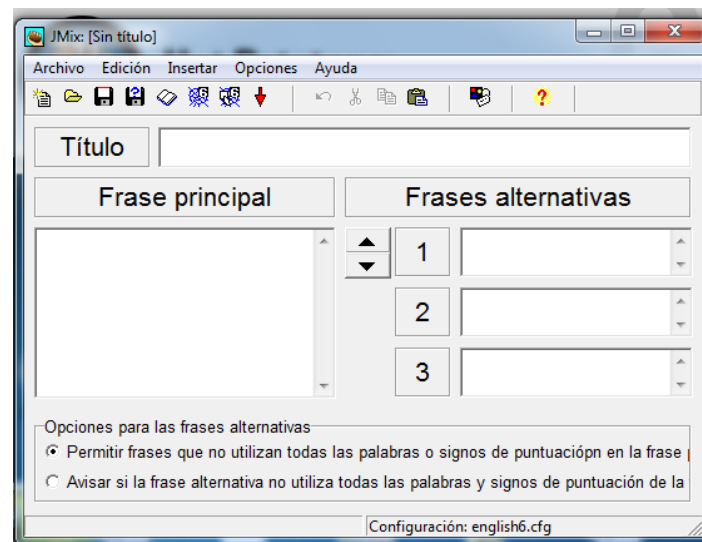 JMix: [Sin título]
Archivo Edición Insertar Opciones Ayuda
Título
Frase principal
Frases alternativas
1
2
3
Opciones para las frases alternativas
Permitir frases que no utilizan todas las palabras o signos de puntuaciópn en la frase
Avisar si la frase alternativa no utiliza todas las palabras y signos de puntuación de la
Configuración: english6.cfg